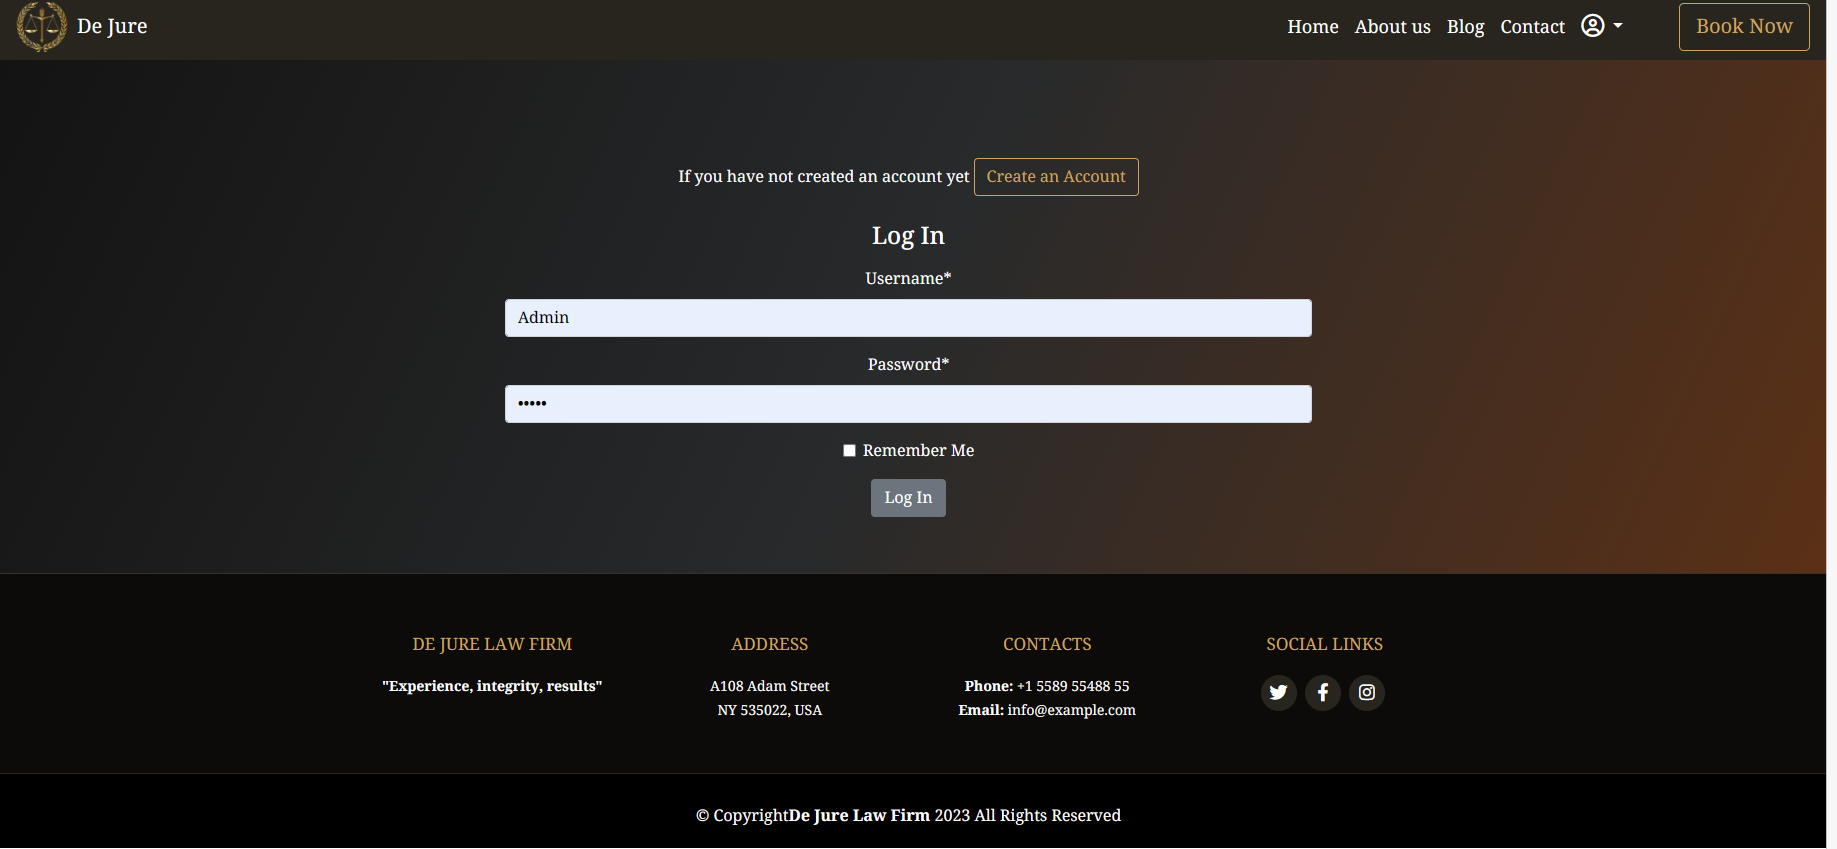 De Jure
Home About us Blog Contact Book Now
If you have not created an account yet Create an Account
Log In
Username*
Admin
Password*
•••••
Remember Me
Log In
DE JURE LAW FIRM
"Experience, integrity, results"
ADDRESS
A108 Adam Street
NY 535022, USA
CONTACTS
Phone: +1 5589 55488 55
Email: info@example.com
SOCIAL LINKS
© CopyrightDe Jure Law Firm 2023 All Rights Reserved